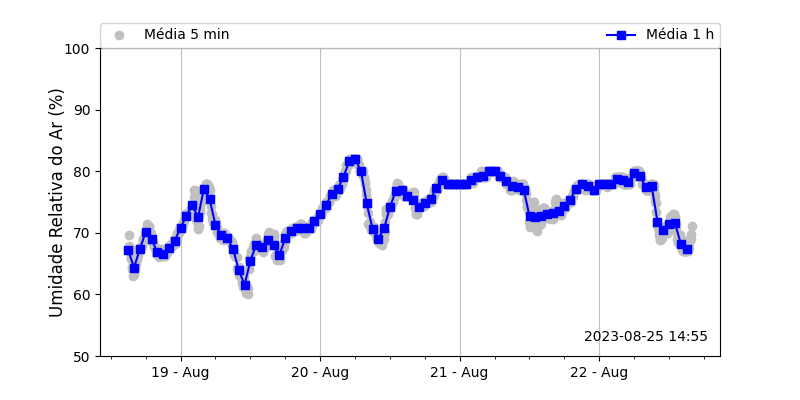 Média 5 min
Média 1 h
Umidade Relativa do Ar (%)
100
90
80
70
60
50
2023-08-25 14:55
19 - Aug
20 - Aug
21 - Aug
22 - Aug